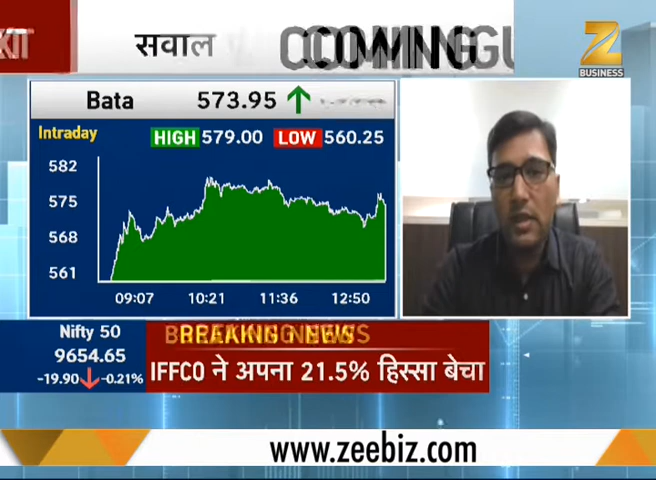 सवाल
Z
BUSINESS
Bata 573.95
Intraday
HIGH 579.00 LOW 560.25
582
575
568
561
09:07 10:21 11:36 12:50
Nifty 50
9654.65
-19.90 -0.21%
BREAKING NEWS
IFFCO ने अपना 21.5% हिस्सा बेचा
www.zeebiz.com